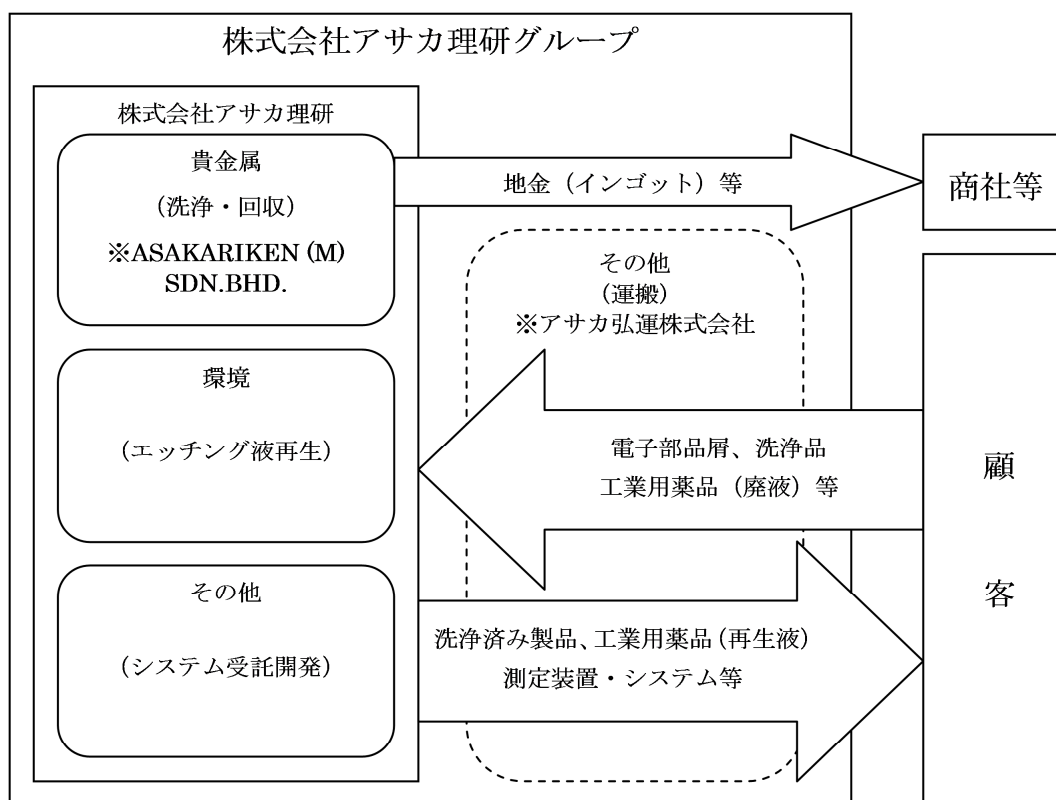 株式会社アサカ理研グループ
株式会社アサカ理研
貴金属
(洗浄・回収)
※ASAKARIKEN (M)
SDN.BHD.
地金（インゴット）等
商社等
その他
(運搬)
※アサカ弘運株式会社
環境
(エッチング液再生)
電子部品屑、洗浄品
工業用薬品（廃液）等
顧
客
その他
(システム受託開発)
洗浄済み製品、工業用薬品(再生液)
測定装置・システム等